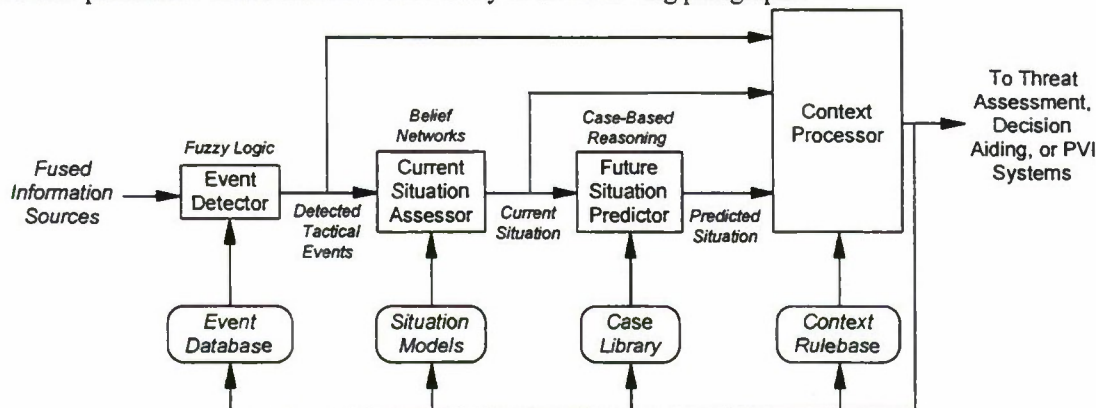 Fuzzy Logic
Belief
Networks
Case-Based
Reasoning
Fused
Information
Sources
Event
Detector
Detected
Tactical
Events
Current
Situation
Assessor
Current
Situation
Future
Situation
Predictor
Predicted
Situation
Context
Processor
To Threat
Assessment,
Decision
Aiding, or PVI
Systems
Event
Database
Situation
Models
Case
Library
Context
Rulebase